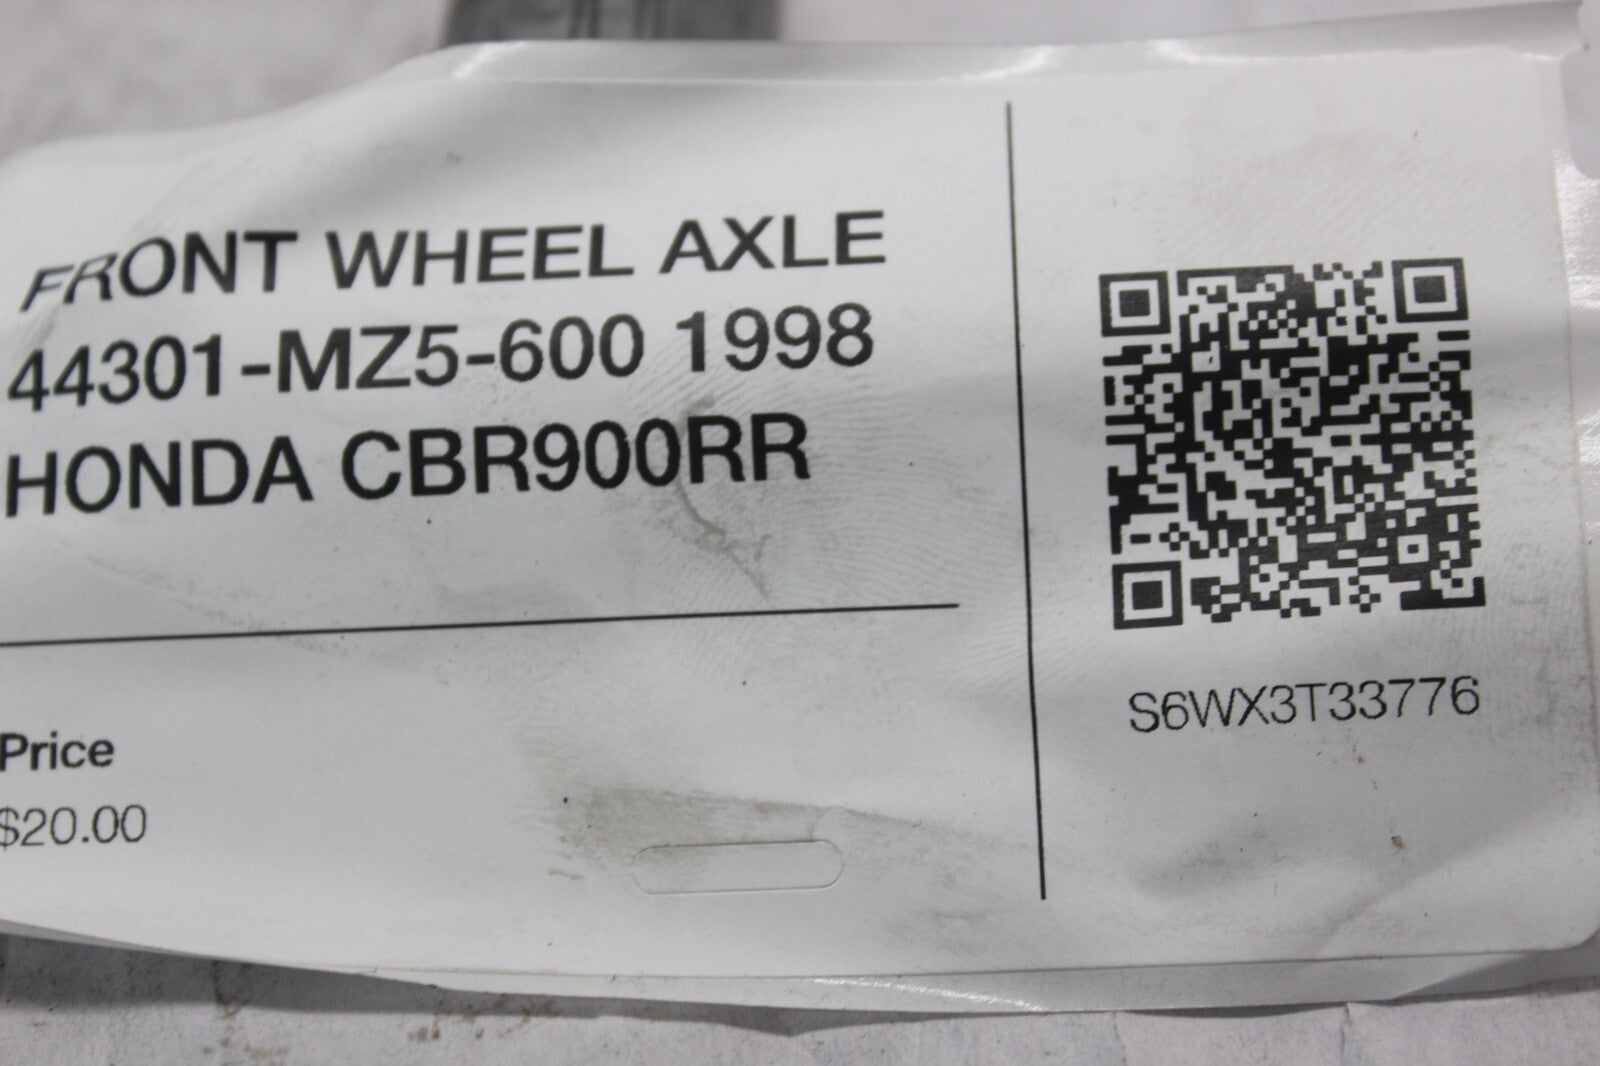 FRONT WHEEL AXLE
44301-MZ5-600 1998
HONDA CBR900RR
Price
$20.00
S6WX3T33776